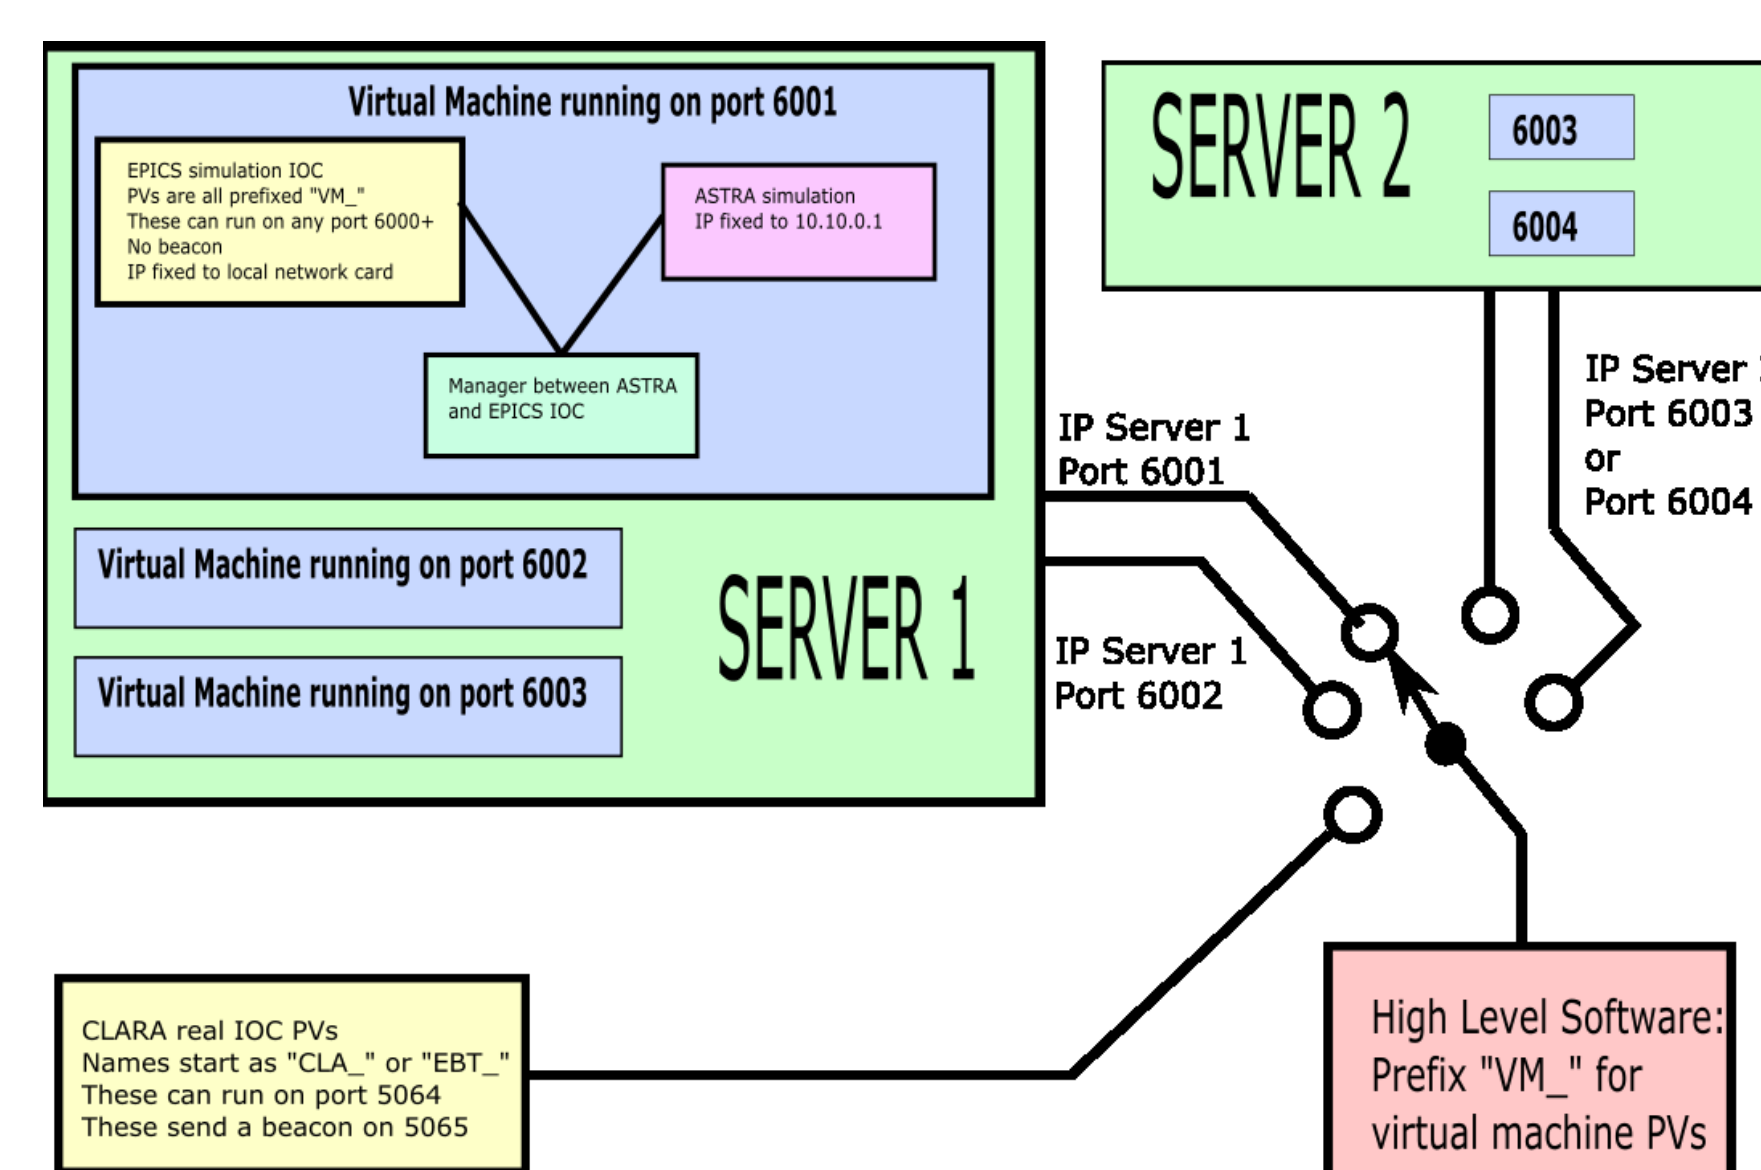 Virtual Machine running on port 6001
EPICS simulation IOC
PVs are all prefixed "VM_"
These can run on any port 6000+
No beacon
IP fixed to local network card
ASTRA simulation
IP fixed to 10.10.0.1
Manager between ASTRA
and EPICS IOC
Virtual Machine running on port 6002
Virtual Machine running on port 6003
SERVER 1
SERVER 2
6003
6004
IP Server 1
Port 6001
IP Server 1
Port 6002
IP Server
Port 6003
or
Port 6004
CLARA real IOC PVs
Names start as "CLA_" or "EBT_"
These can run on port 5064
These send a beacon on 5065
High Level Software:
Prefix "VM_" for
virtual machine PVs